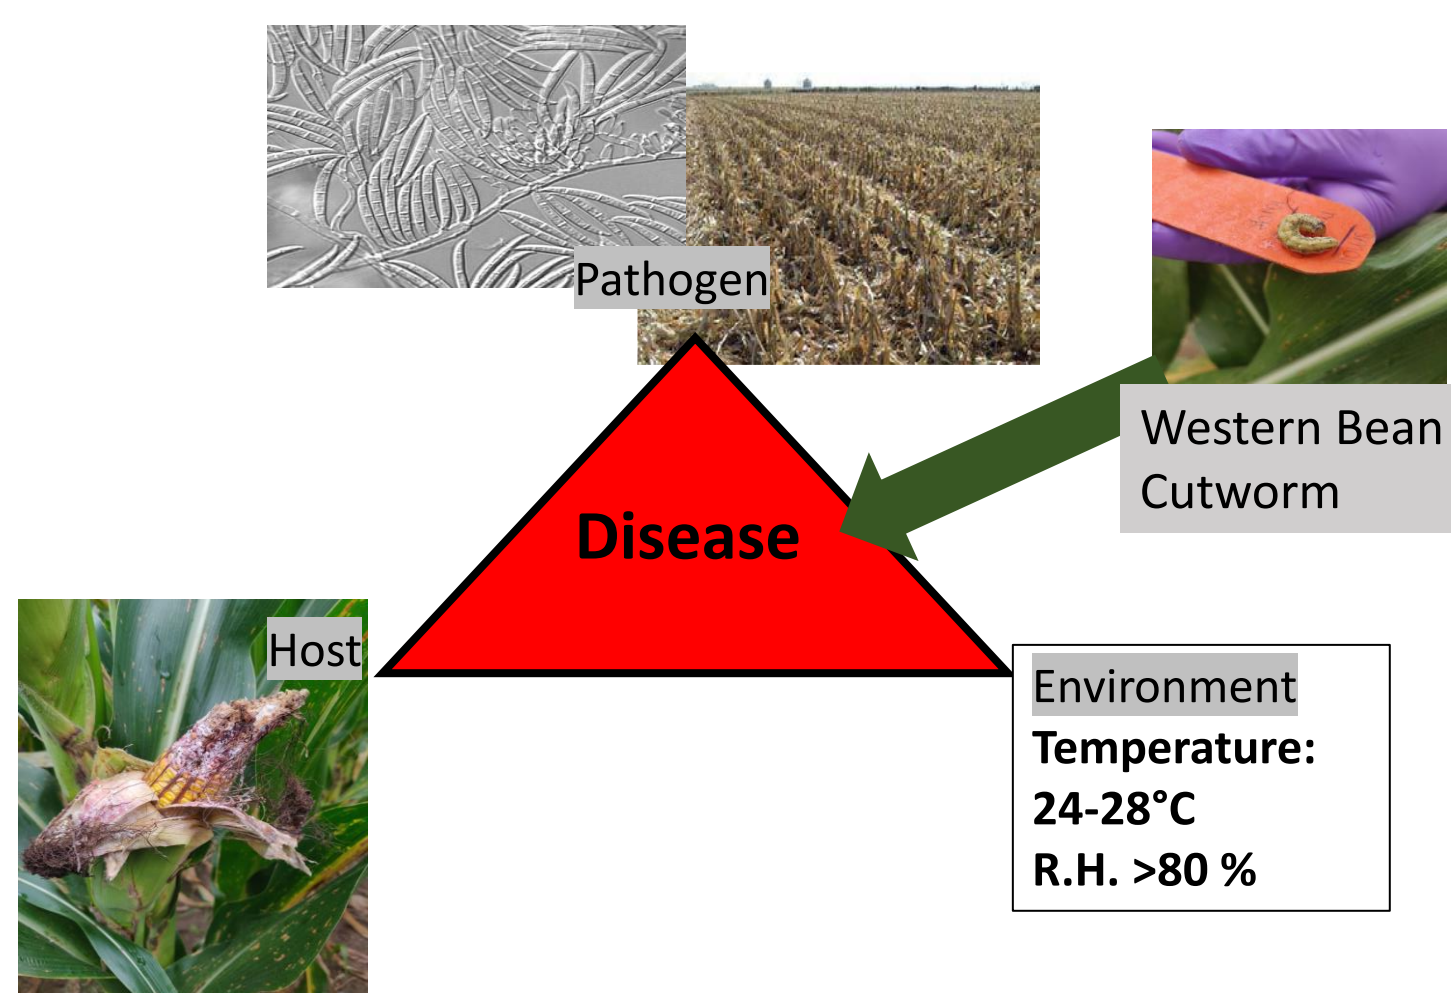 Pathogen
Western Bean
Cutworm
Disease
Host
Environment
Temperature:
24-28°C
R.H. >80 %